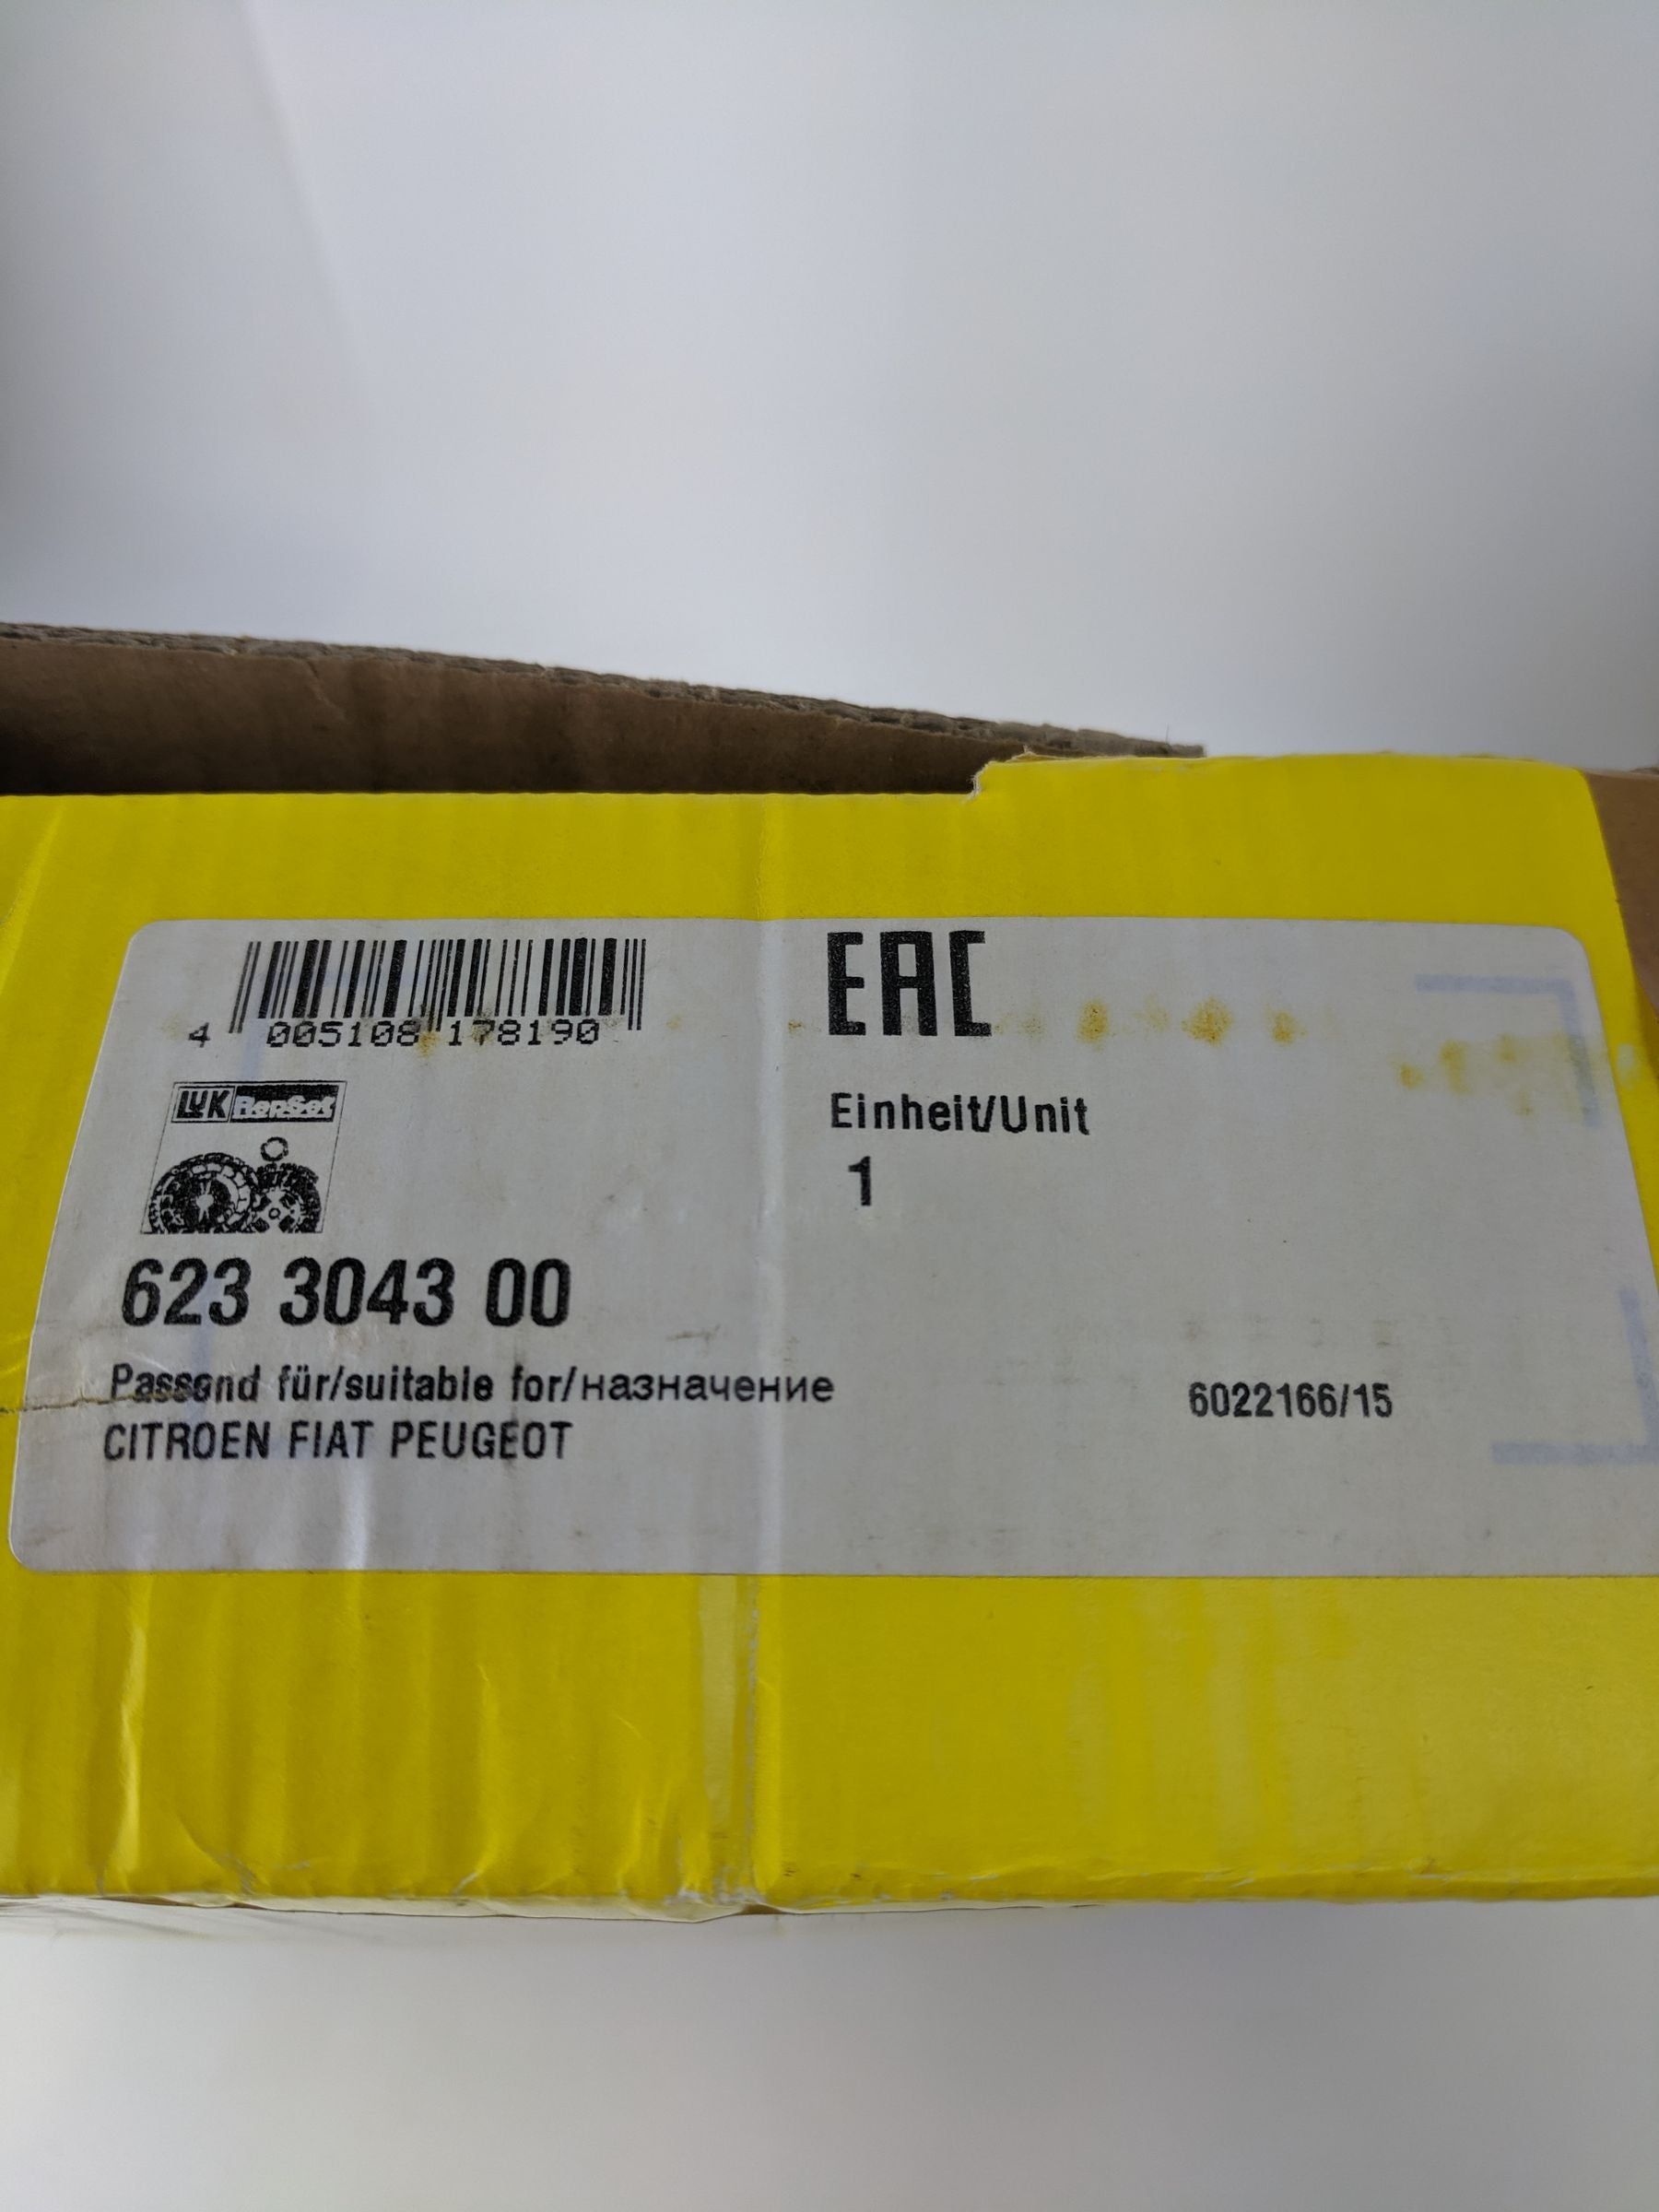 4 005108 178190
EAC
LUK RepSet
Einheit/Unit
1
623 3043 00
Passend für/suitable for/назначение
CITROEN FIAT PEUGEOT
6022166/15